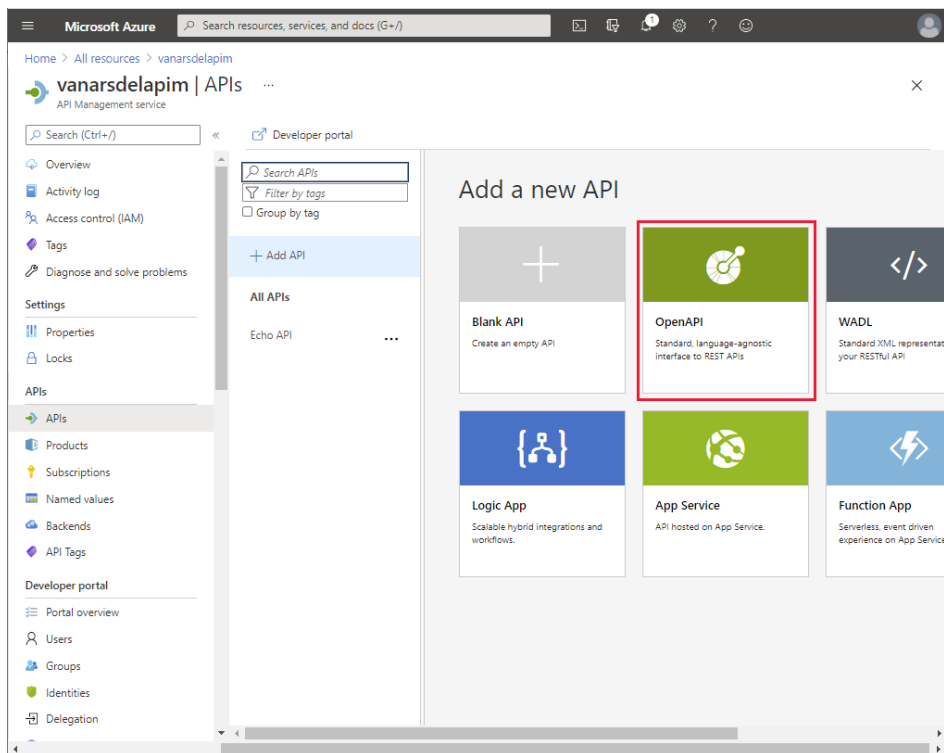 Microsoft Azure
Search resources, services, and docs (G+/)
1
Home > All resources > vanarsdelapim
vanarsdelapim | APIs ...
API Management service
Search (Ctrl+/)
«
Developer portal
Overview
Activity log
Access control (IAM)
Tags
Diagnose and solve problems
Settings
Properties
Locks
APIs
APIs
Products
Subscriptions
Named values
Backends
API Tags
Developer portal
Portal overview
Users
Groups
Identities
Delegation
Search APIs
Filter by tags
Group by tag
+ Add API
All APIs
Echo API
...
Add a new API
Blank API
Create an empty API
OpenAPI
Standard, language-agnostic
interface to REST APIs
WADL
Standard XML representat
your RESTful API
Logic App
Scalable hybrid integrations and
workflows.
App Service
API hosted on App Service.
Function App
Serverless, event driven
experience on App Service